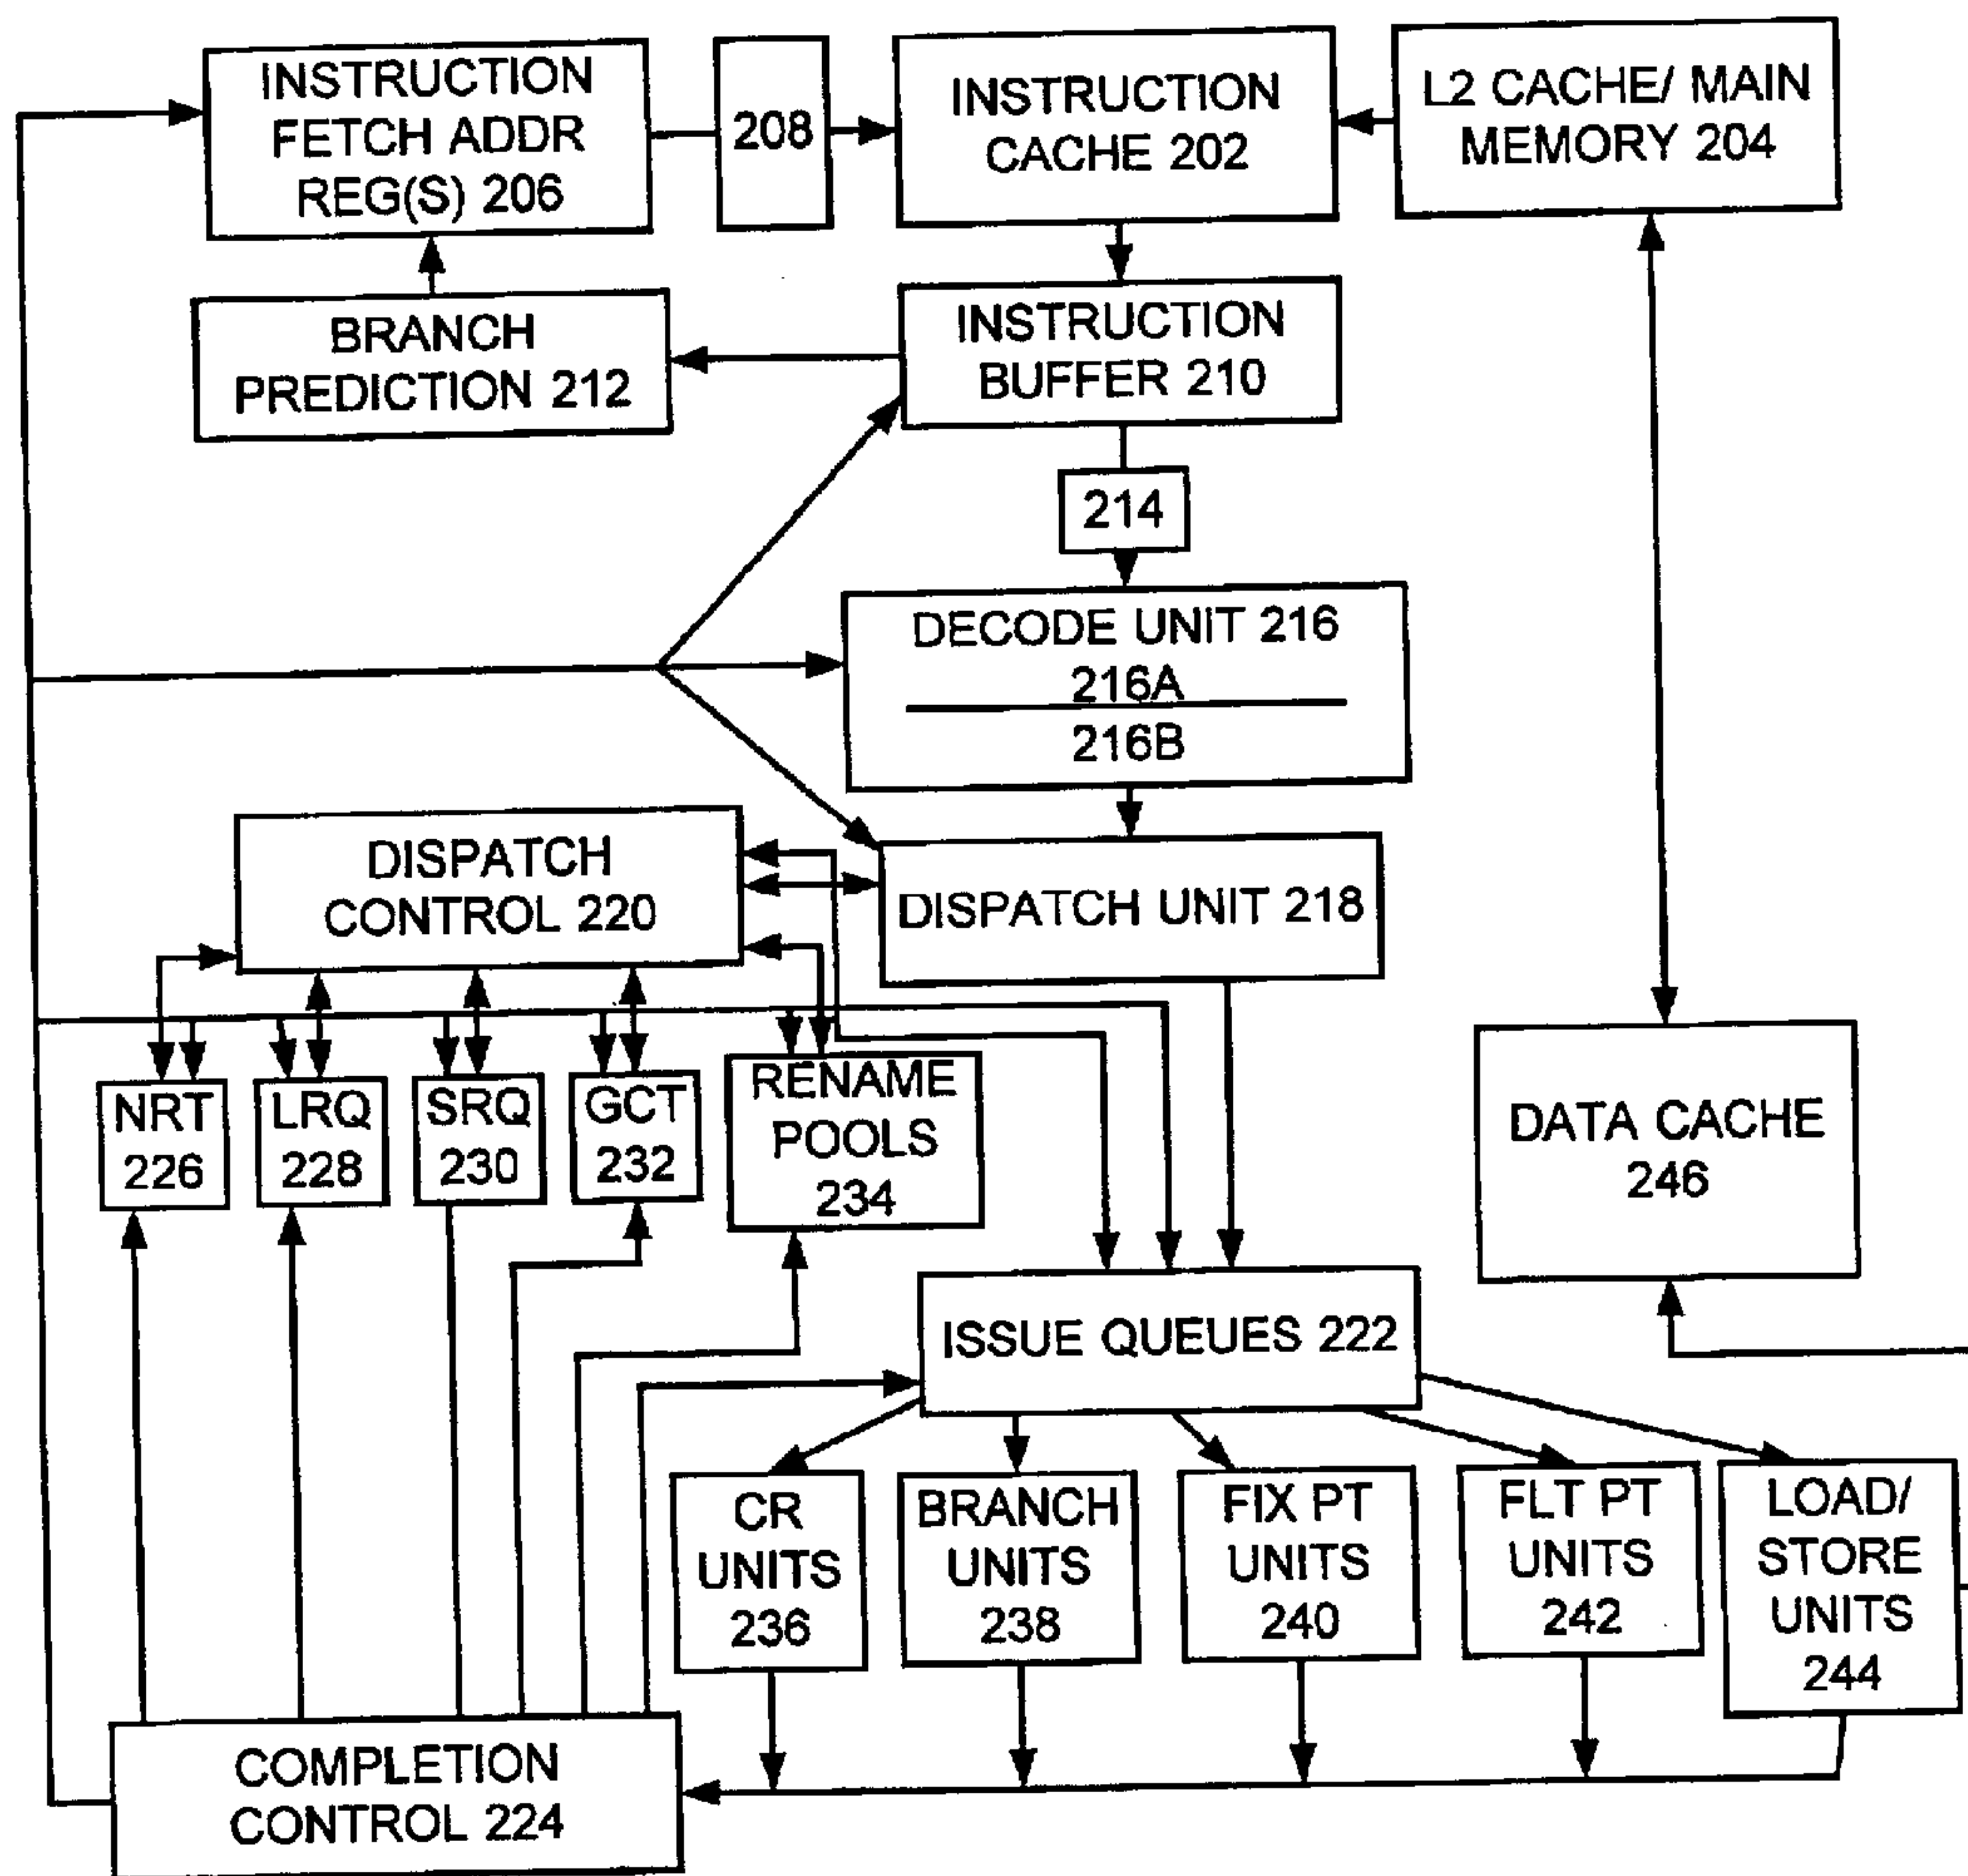 INSTRUCTION
FETCH ADDR
REG(S) 206
208
INSTRUCTION
CACHE 202
L2 CACHE/ MAIN
MEMORY 204
BRANCH
PREDICTION 212
INSTRUCTION
BUFFER 210
214
DECODE UNIT 216
216A
216B
DISPATCH
CONTROL 220
DISPATCH UNIT 218
NRT
226
LRQ
228
SRQ
230
GCT
232
RENAME
POOLS
234
DATA CACHE
246
ISSUE QUEUES 222
CR
UNITS
236
BRANCH
UNITS
238
FIX PT
UNITS
240
FLT PT
UNITS
242
LOAD/
STORE
UNITS
244
COMPLETION
CONTROL 224